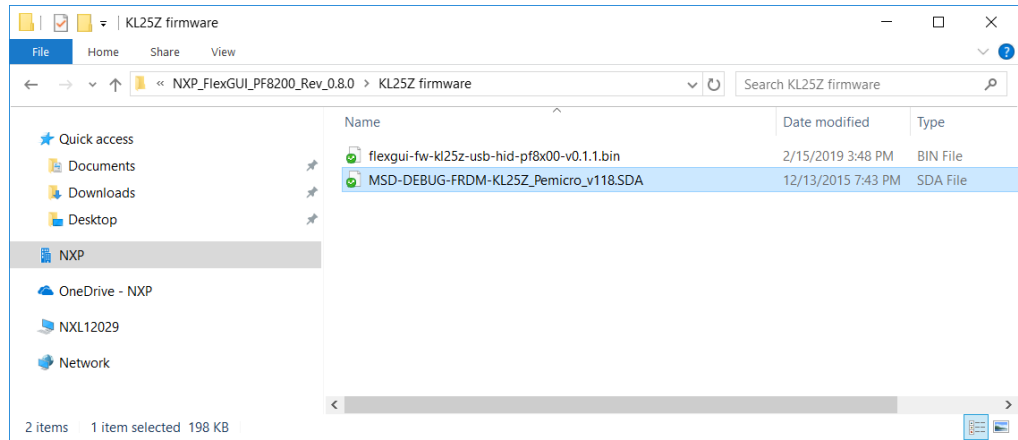 KL25Z firmware
File Home Share View
« NXP_FlexGUI_PF8200_Rev_0.8.0 > KL25Z firmware
Search KL25Z firmware
Name Date modified Type
Quick access
Documents
Downloads
Desktop
NXP
OneDrive - NXP
NXL12029
Network
flexgui-fw-kl25z-usb-hid-pf8x00-v0.1.1.bin 2/15/2019 3:48 PM BIN File
MSD-DEBUG-FRDM-KL25Z_Pemicro_v118.SDA 12/13/2015 7:43 PM SDA File
2 items 1 item selected 198 KB